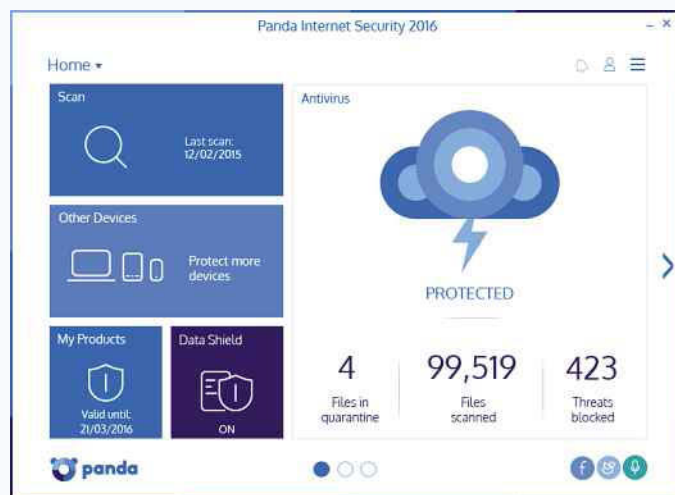 Panda Internet Security 2016
Home
Scan
Last scan:
12/02/2015
Other Devices
Protect more
devices
My Products
Valid until:
21/03/2016
Data Shield
ON
Antivirus
PROTECTED
4
Files in
quarantine
99,519
Files
scanned
423
Threats
blocked
panda